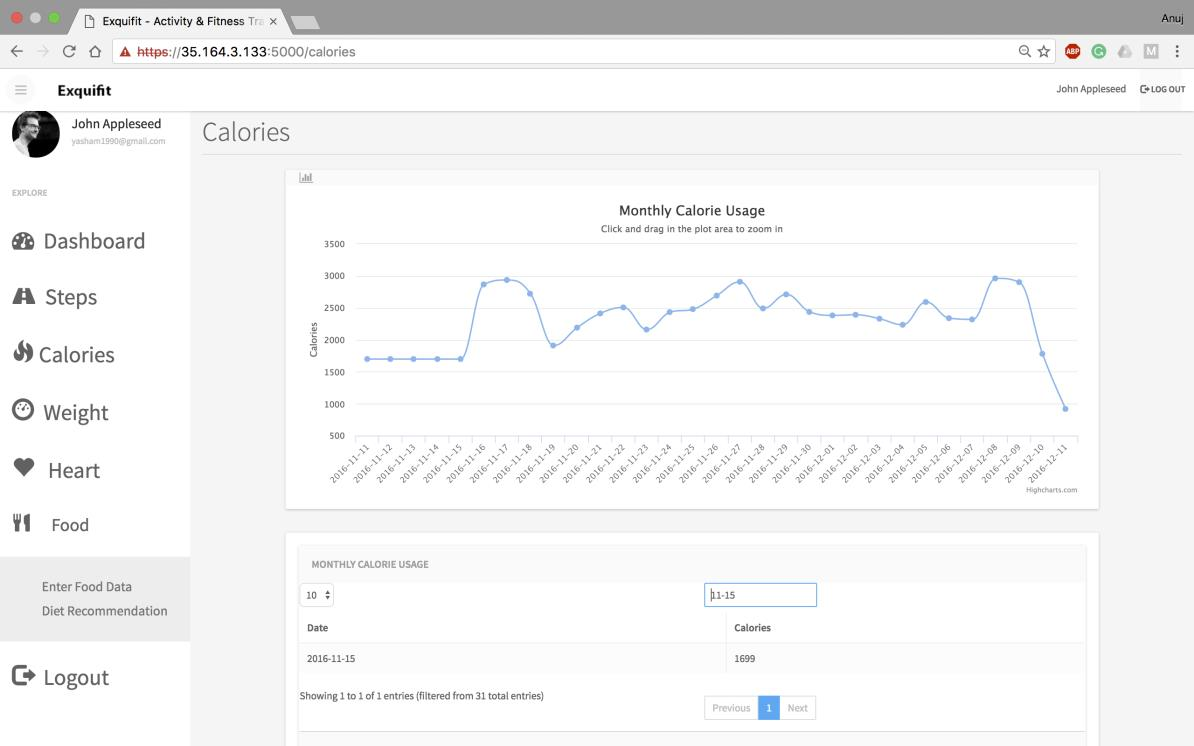 Exquifit - Activity & Fitness Tra
Anuj
https://35.164.3.133:5000/calories
ABP
G
M
Exquifit
John Appleseed
LOG OUT
John Appleseed
yasham1990@gmail.com
EXPLORE
Dashboard
Steps
Calories
Weight
Heart
Food
Enter Food Data
Diet Recommendation
Logout
Calories
Monthly Calorie Usage
Click and drag in the plot area to zoom in
Calories
3500
3000
2500
2000
1500
1000
500
2016-11-11
2016-11-12
2016-11-13
2016-11-14
2016-11-15
2016-11-16
2016-11-17
2016-11-18
2016-11-19
2016-11-20
2016-11-21
2016-11-22
2016-11-23
2016-11-24
2016-11-25
2016-11-26
2016-11-27
2016-11-28
2016-11-29
2016-11-30
2016-12-01
2016-12-02
2016-12-03
2016-12-04
2016-12-05
2016-12-06
2016-12-07
2016-12-08
2016-12-09
2016-12-10
2016-12-11
Highcharts.com
MONTHLY CALORIE USAGE
10
11-15
Date Calories
2016-11-15 1699
Showing 1 to 1 of 1 entries (filtered from 31 total entries)
Previous 1 Next